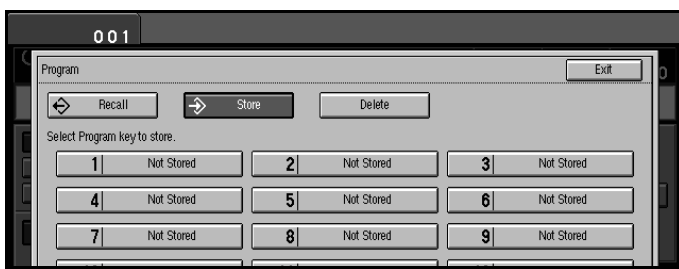 001
Program Exit
Recall Store Delete
Select Program key to store.
1 Not Stored 2 Not Stored 3 Not Stored
4 Not Stored 5 Not Stored 6 Not Stored
7 Not Stored 8 Not Stored 9 Not Stored